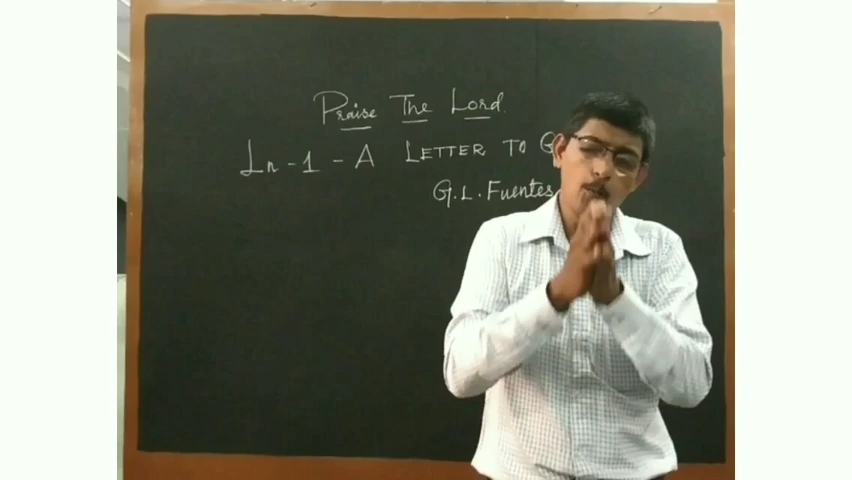 Praise The Lord.
Ln - 1 - A LETTER TO G
G.L. Fuentes